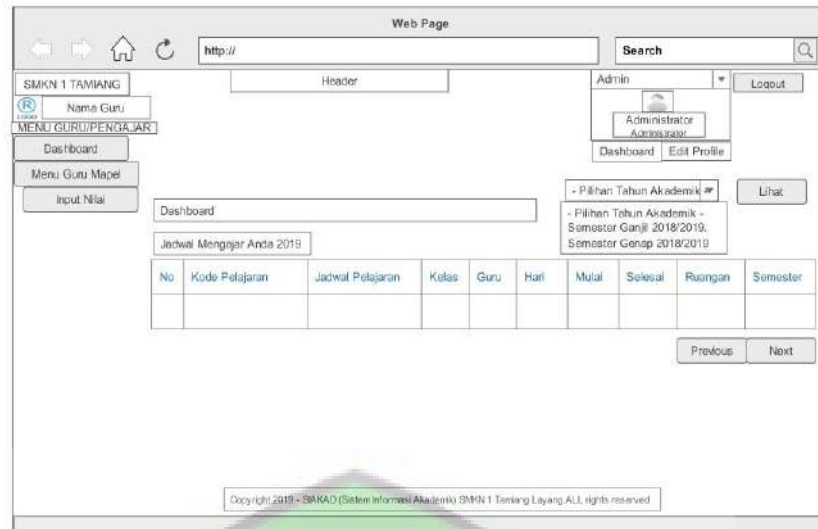 Web Page
http://
Search
SMKN 1 TAMIANG
Header
Admin
Logout
Nama Guru
MENU GURU/PENGAJAR
Administrator
Administrator
Dashboard
Dashboard
Edit Profile
Menu Guru Mapel
Input Nilai
- Pilihan Tahun Akademik
Lihat
Dashboard
- Pilihan Tahun Akademik -
Semester Ganjil 2018/2019.
Semester Genap 2018/2019
Jadwal Mengajar Anda 2019
No Kode Pelajaran Jadwal Pelajaran Kelas Guru Hari Mulai Selesai Ruangan Semester
Previous Next
Copyright 2019 - SIAKAD (Sistem Informasi Akademik) SMKN 1 Tamiang Layang ALL rights reserved